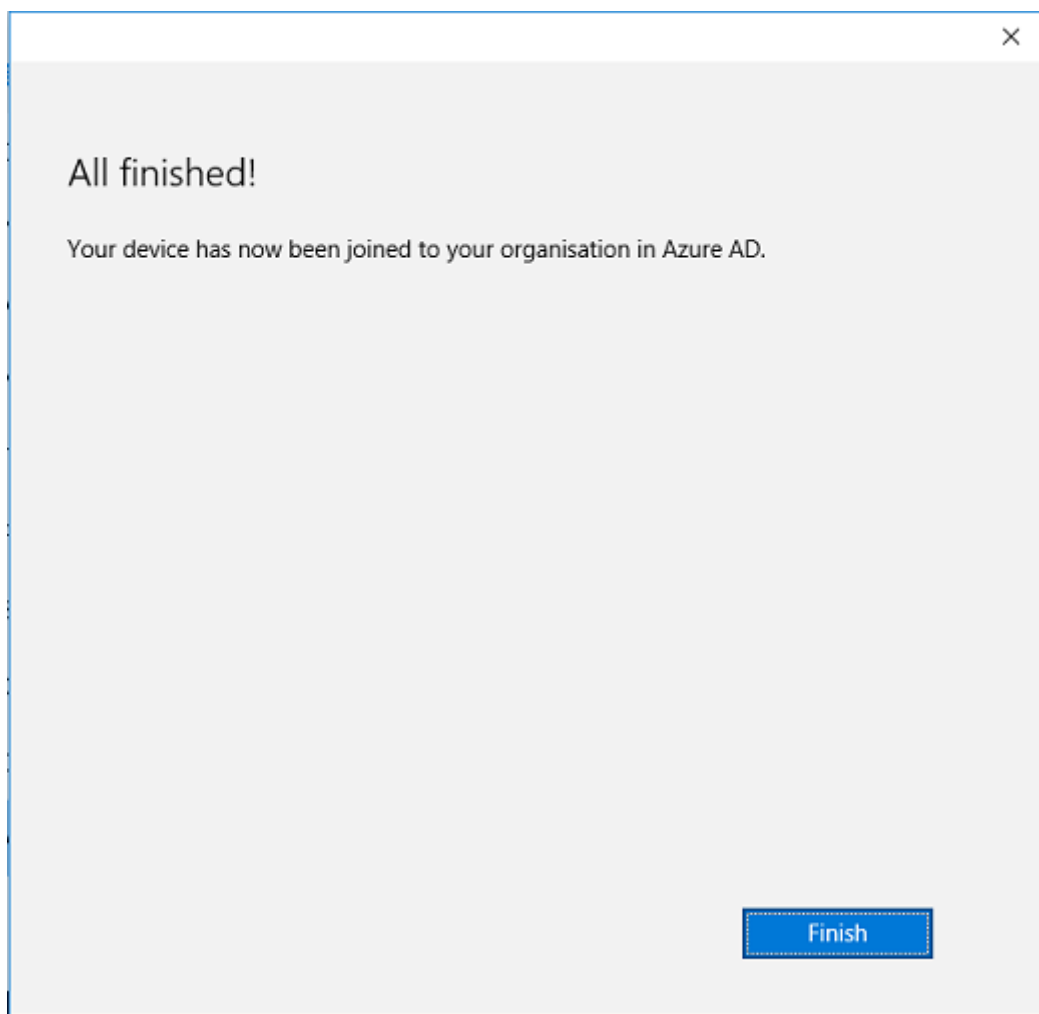 All finished!
Your device has now been joined to your organisation in Azure AD.
Finish